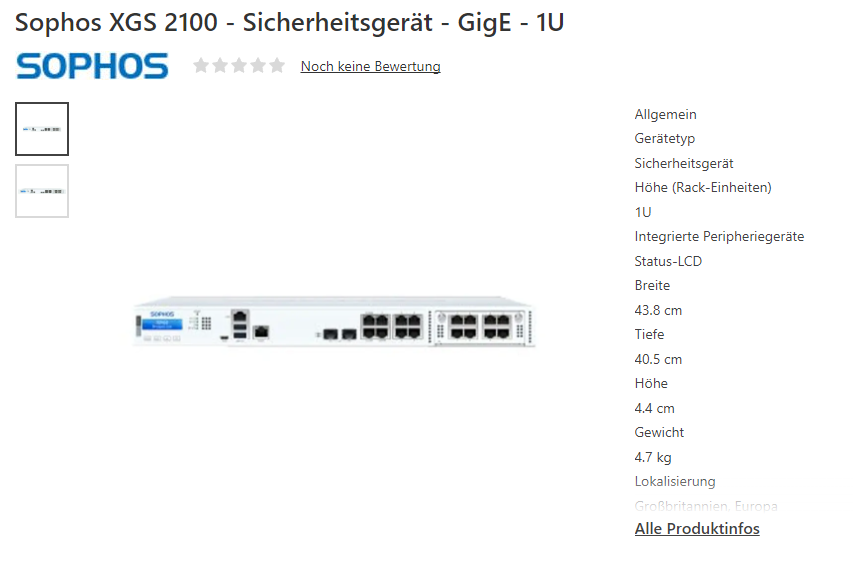 Sophos XGS 2100 - Sicherheitsgerät - GigE - 1U
SOPHOS
Noch keine Bewertung
SOPHOS
Allgemein
Gerätetyp
Sicherheitsgerät
Höhe (Rack-Einheiten)
1U
Integrierte Peripheriegeräte
Status-LCD
Breite
43.8 cm
Tiefe
40.5 cm
Höhe
4.4 cm
Gewicht
4.7 kg
Lokalisierung
Großbritannien, Europa
Alle Produktinfos